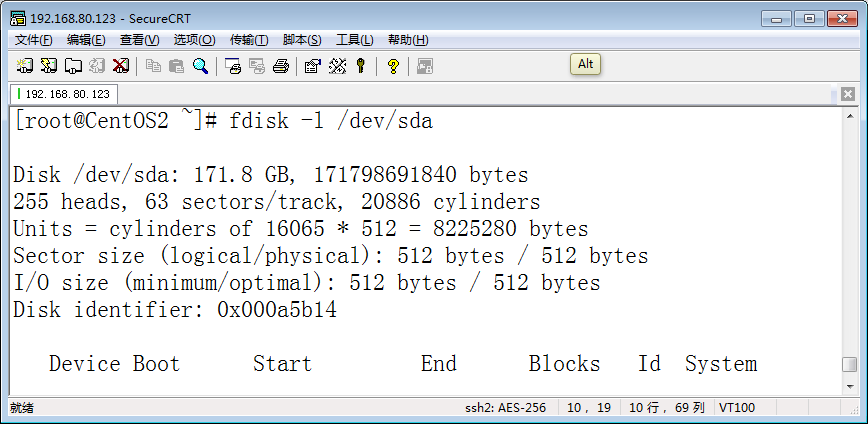 192.168.80.123 - SecureCRT
文件(F) 编辑(E) 查看(V) 选项(O) 传输(T) 脚本(S) 工具(L) 帮助(H)
Alt
192.168.80.123
[root@CentOS2 ~]# fdisk -l /dev/sda
Disk /dev/sda: 171.8 GB, 171798691840 bytes
255 heads, 63 sectors/track, 20886 cylinders
Units = cylinders of 16065 * 512 = 8225280 bytes
Sector size (logical/physical): 512 bytes / 512 bytes
I/O size (minimum/optimal): 512 bytes / 512 bytes
Disk identifier: 0x000a5b14
Device Boot Start End Blocks Id System
就绪 ssh2: AES-256 10, 19 10 行, 69 列 VT100